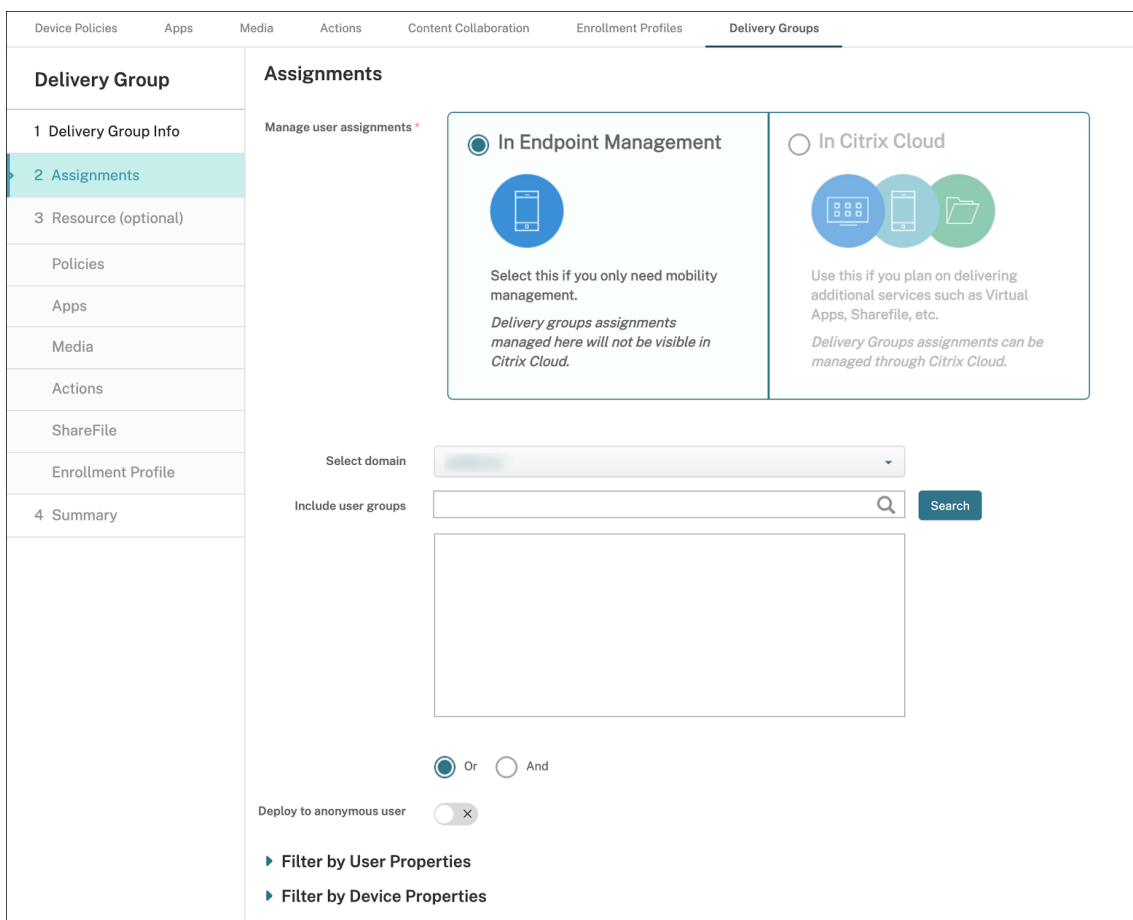 Device Policies Apps Media Actions Content Collaboration Enrollment Profiles Delivery Groups
Delivery Group
1 Delivery Group Info
2 Assignments
3 Resource (optional)
Policies
Apps
Media
Actions
ShareFile
Enrollment Profile
4 Summary
Assignments
Manage user assignments *
In Endpoint Management
Select this if you only need mobility
management.
Delivery groups assignments
managed here will not be visible in
Citrix Cloud.
In Citrix Cloud
Use this if you plan on delivering
additional services such as Virtual
Apps, Sharefile, etc.
Delivery Groups assignments can be
managed through Citrix Cloud.
Select domain
Include user groups
Search
Or And
Deploy to anonymous user
Filter by User Properties
Filter by Device Properties